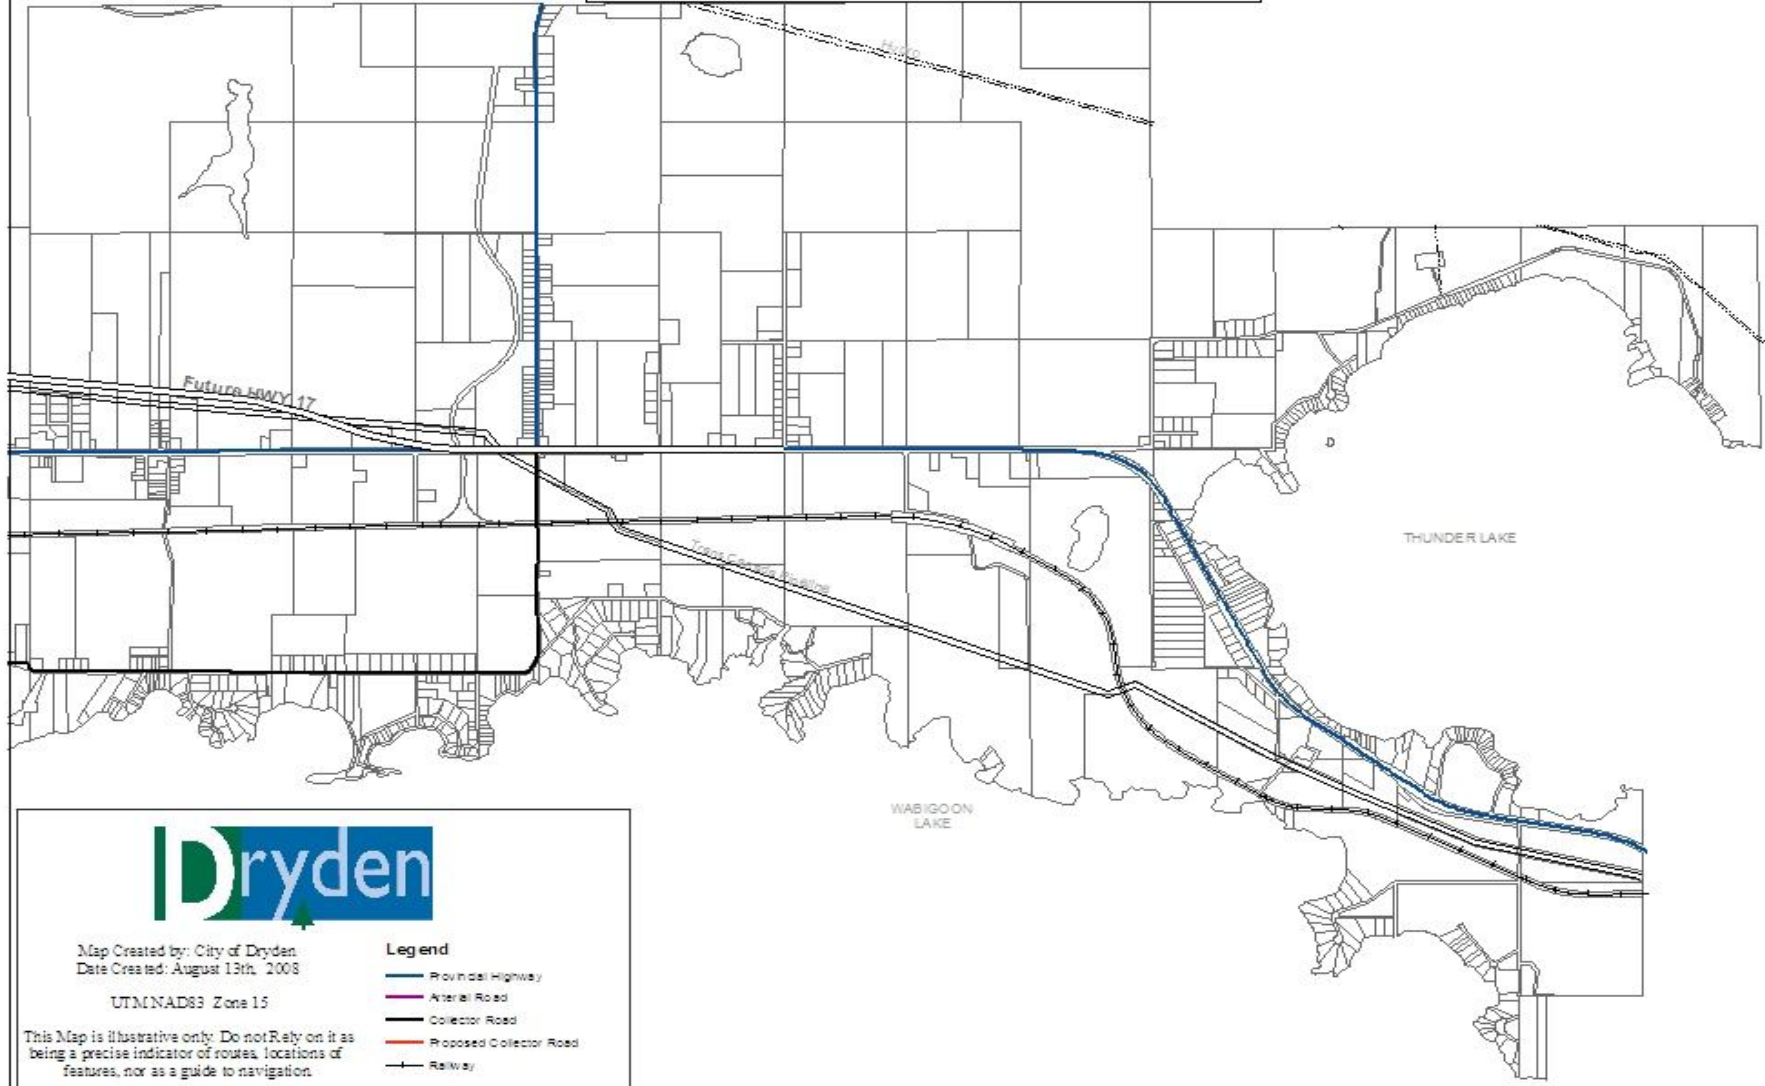 Hydro
Future HWY 17
Trans Canada Pipeline
THUNDER LAKE
WABIGOON
LAKE
Dryden
Map Created by: City of Dryden
Date Created: August 13th, 2008
UTM NAD83 Zone 15
This Map is illustrative only. Do not Rely on it as
being a precise indicator of routes, locations of
features, nor as a guide to navigation.
Legend
Provincial Highway
Arterial Road
Collector Road
Proposed Collector Road
Railway